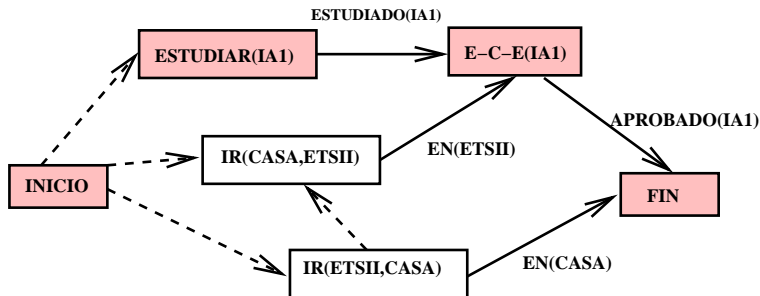 ESTUDIADO(IA1)
ESTUDIAR(IA1)
E–C–E(IA1)
APROBADO(IA1)
IR(CASA,ETSII)
EN(ETSII)
INICIO
FIN
IR(ETSII,CASA)
EN(CASA)